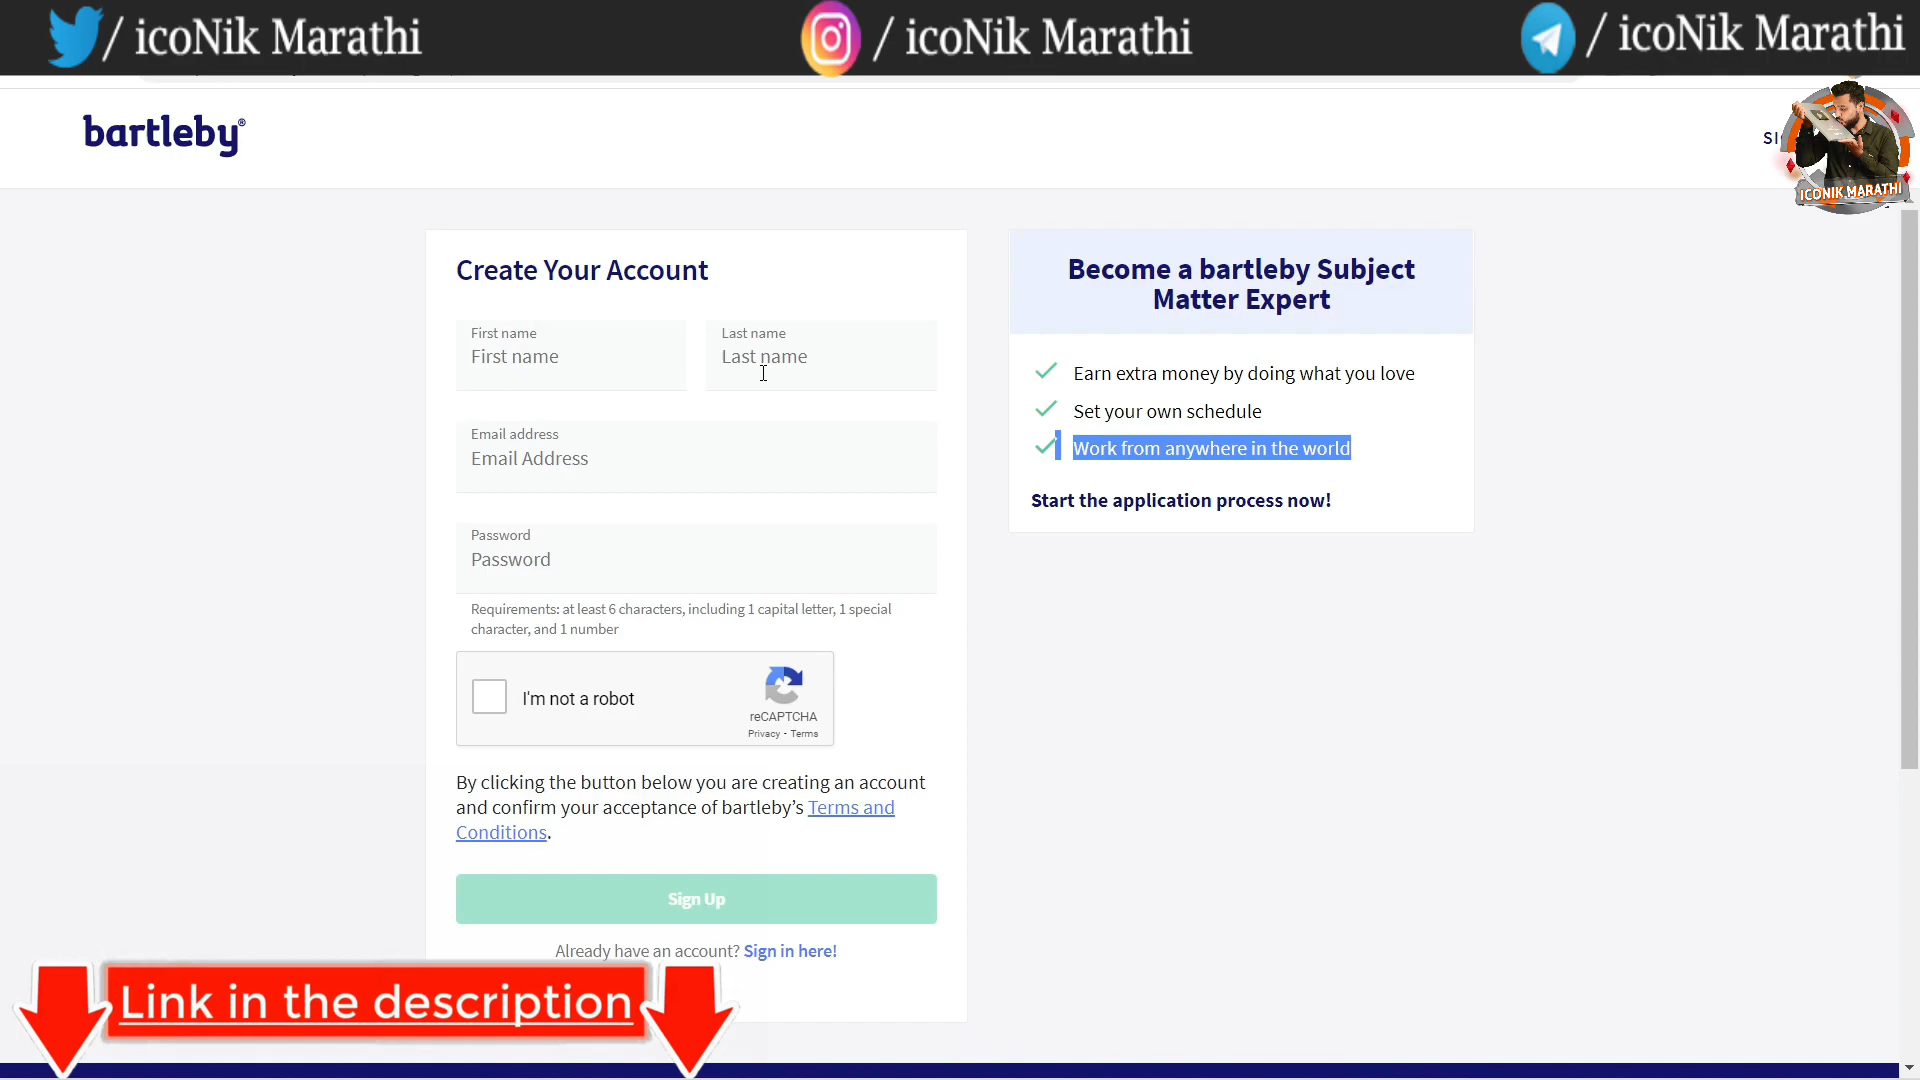 / icoNik Marathi
/ icoNik Marathi
/ icoNik Marathi
bartleby®
SI
ICONIK MARATHI
Create Your Account
First name
First name
Last name
Last name
Email address
Email Address
Password
Password
Requirements: at least 6 characters, including 1 capital letter, 1 special
character, and 1 number
I'm not a robot
reCAPTCHA
Privacy - Terms
By clicking the button below you are creating an account
and confirm your acceptance of bartleby’s Terms and
Conditions.
Sign Up
Already have an account? Sign in here!
Become a bartleby Subject
Matter Expert
Earn extra money by doing what you love
Set your own schedule
Work from anywhere in the world
Start the application process now!
Link in the description